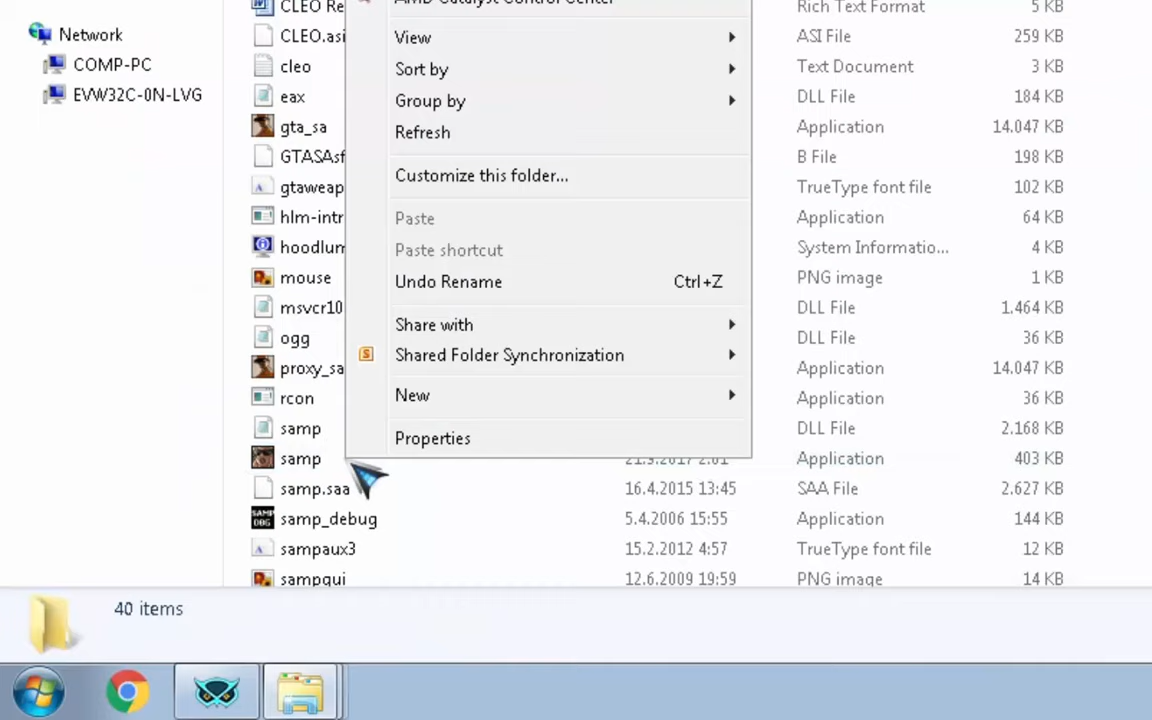 CLEO Re
AMD Catalyst Control Center
Rich Text Format 5 KB
Network
CLEO.asi
View
ASI File 259 KB
COMP-PC
cleo
Sort by
Text Document 3 KB
EVW32C-0N-LVG
eax
Group by
DLL File 184 KB
gta_sa
Refresh
Application 14.047 KB
GTASAsf
B File 198 KB
gtaweap
Customize this folder...
TrueType font file 102 KB
hlm-intr
Paste
Application 64 KB
hoodlum
Paste shortcut
System Informatio... 4 KB
mouse
Undo Rename Ctrl+Z
PNG image 1 KB
msvcr10
DLL File 1.464 KB
ogg
Share with
DLL File 36 KB
proxy_sa
Shared Folder Synchronization
Application 14.047 KB
rcon
New
Application 36 KB
samp
Properties
DLL File 2.168 KB
samp
Application 403 KB
samp.saa 16.4.2015 13:45 SAA File 2.627 KB
samp_debug 5.4.2006 15:55 Application 144 KB
sampaux3 15.2.2012 4:57 TrueType font file 12 KB
sampgui 12.6.2009 19:59 PNG image 14 KB
40 items